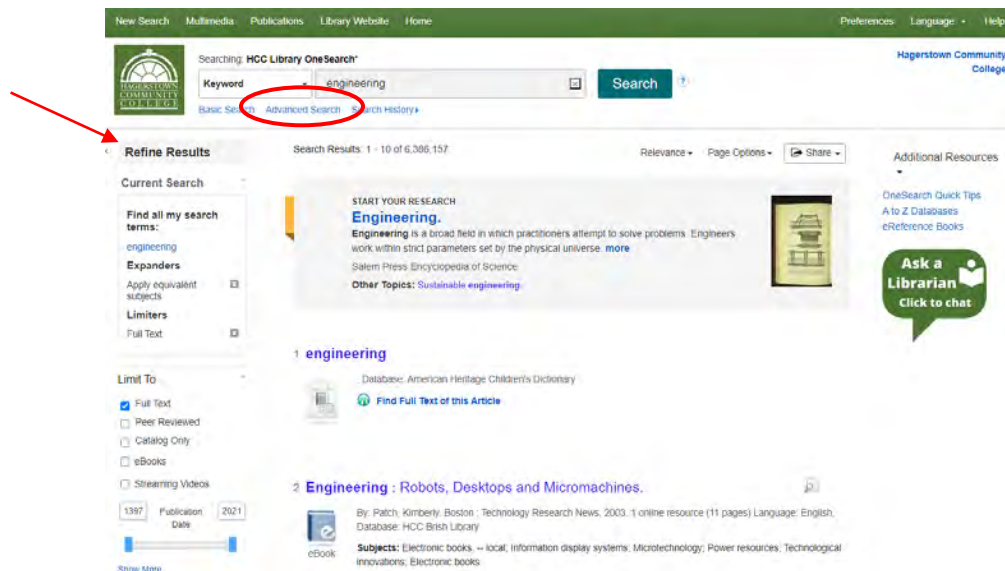 New Search Multimedia Publications Library Website Home Preferences Language Help
Hagerstown Community College
HAGERSTOWN
COMMUNITY
COLLEGE
Searching: HCC Library OneSearch*
Keyword engineering Search
Basic Search Advanced Search Search History
Refine Results
Search Results: 1 - 10 of 6,386,157
Relevance Page Options Share
Additional Resources
Current Search
Find all my search
terms:
engineering
Expanders
Apply equivalent
subjects
Limiters
Full Text
START YOUR RESEARCH
Engineering.
Engineering is a broad field in which practitioners attempt to solve problems. Engineers
work within strict parameters set by the physical universe. more
Salem Press Encyclopedia of Science
Other Topics: Sustainable engineering.
OneSearch Quick Tips
A to Z Databases
eReference Books
Ask a
Librarian
Click to chat
Limit To
Full Text
Peer Reviewed
Catalog Only
eBooks
Streaming Videos
1397 Publication 2021
Date
Show More
1 engineering
Database: American Heritage Children's Dictionary
Find Full Text of this Article
2 Engineering : Robots, Desktops and Micromachines.
By: Patch, Kimberly. Boston : Technology Research News, 2003. 1 online resource (11 pages) Language: English,
Database: HCC Brish Library
eBook
Subjects: Electronic books. -- local; Information display systems; Microtechnology; Power resources; Technological
innovations; Electronic books